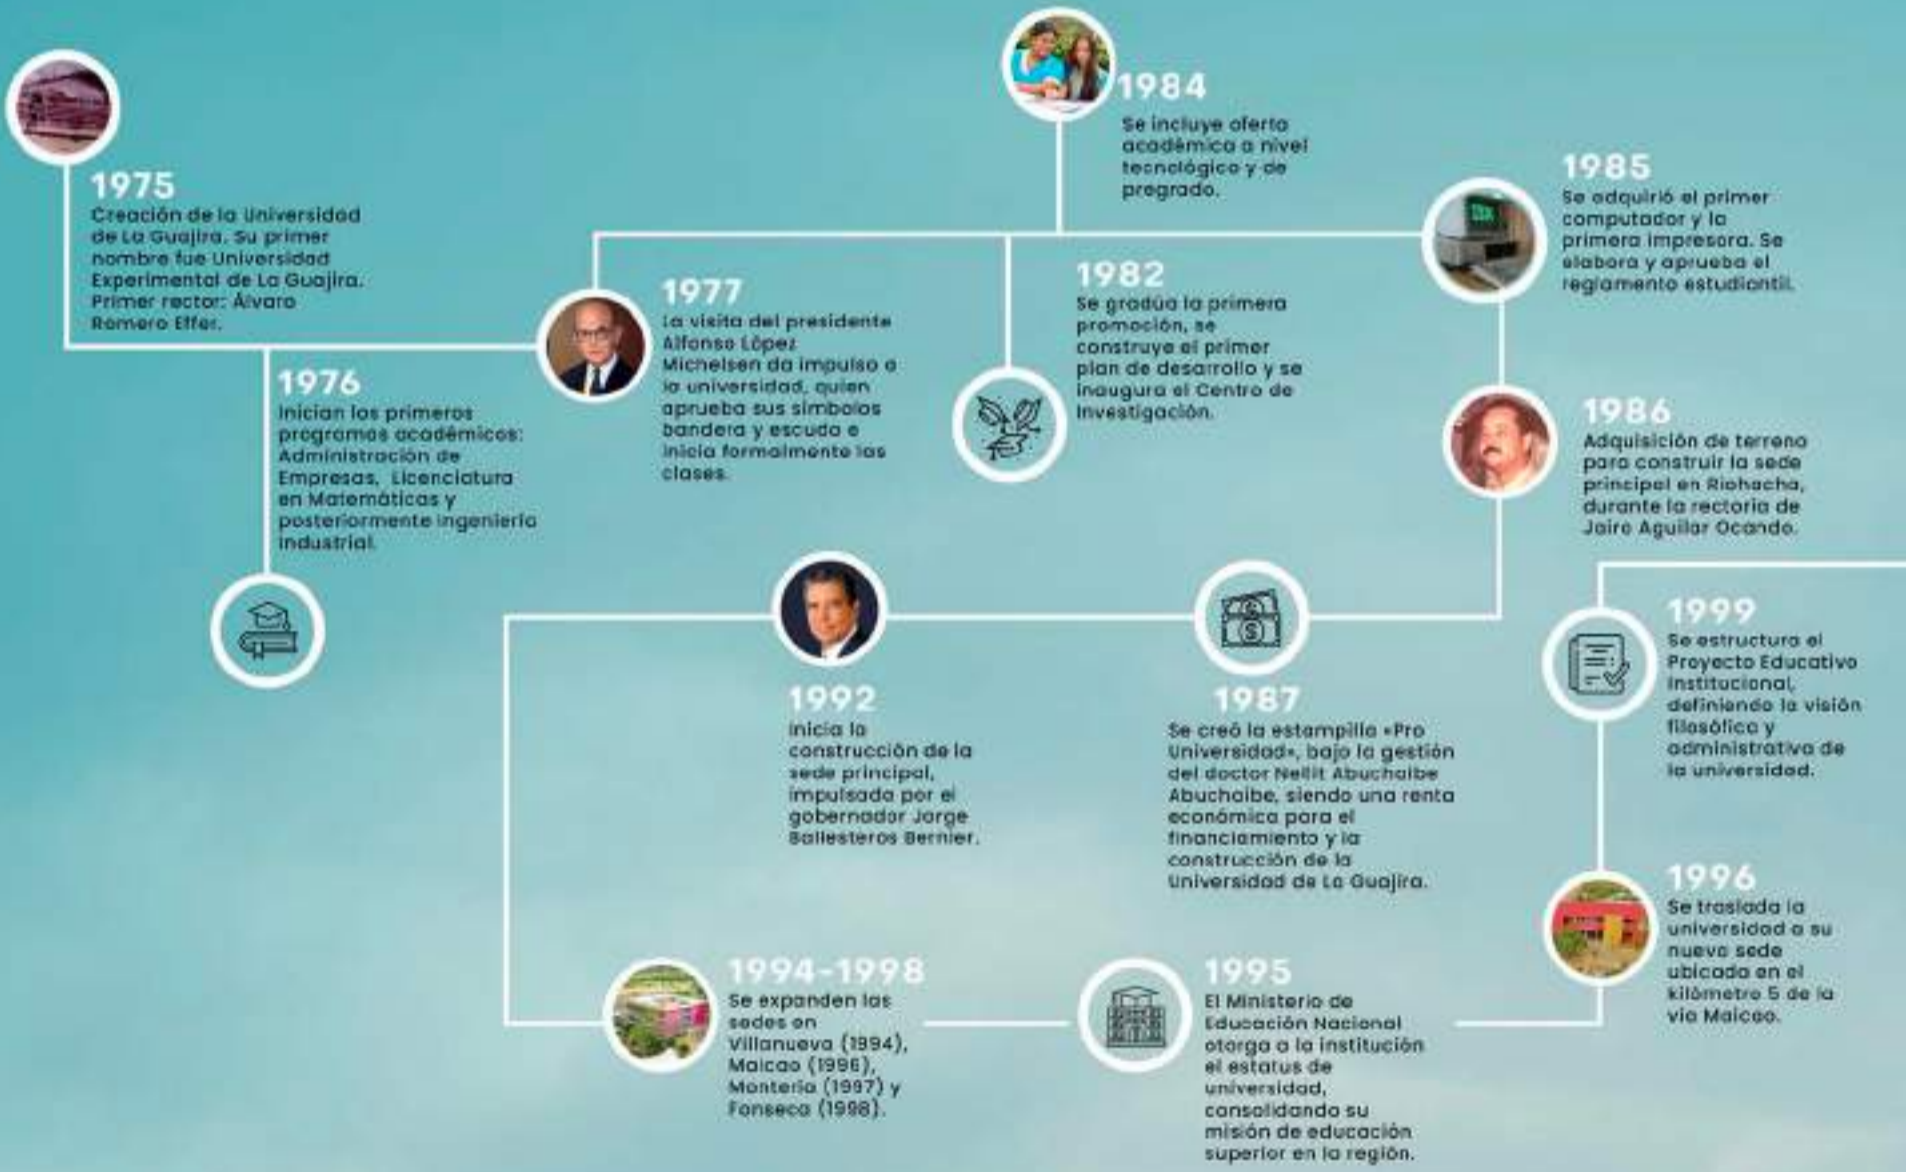 1975
Creación de la Universidad
de La Guajira. Su primer
nombre fue Universidad
Experimental de La Guajira.
Primer rector: Álvaro
Romero Effer.
1976
Inician los primeros
programas académicos:
Administración de
Empresas, Licenciatura
en Matemáticas y
posteriormente Ingeniería
Industrial.
1977
La visita del presidente
Alfonso López
Michelsen da impulso a
la universidad, quien
aprueba sus símbolos
bandera y escudo e
inicia formalmente las
clases.
1982
Se gradúa la primera
promoción, se
construye el primer
plan de desarrollo y se
inaugura el Centro de
Investigación.
1984
Se incluye oferta
académica a nivel
tecnológico y de
pregrado.
1985
Se adquirió el primer
computador y la
primera impresora. Se
elabora y aprueba el
reglamento estudiantil.
1986
Adquisición de terreno
para construir la sede
principal en Riohacha,
durante la rectoría de
Jairo Aguilar Ocando.
1987
Se creó la estampilla «Pro
Universidad», bajo la gestión
del doctor Nellit Abuchaibe
Abuchaibe, siendo una renta
económica para el
financiamiento y la
construcción de la
Universidad de La Guajira.
1992
Inicia la
construcción de la
sede principal,
impulsada por el
gobernador Jorge
Ballesteros Bernier.
1994-1998
Se expanden las
sedes en
Villanueva (1994),
Maicao (1996),
Montería (1997) y
Fonseca (1998).
1995
El Ministerio de
Educación Nacional
otorga a la institución
el estatus de
universidad,
consolidando su
misión de educación
superior en la región.
1996
Se traslada la
universidad a su
nueva sede
ubicada en el
kilómetro 5 de la
vía Maicao.
1999
Se estructura el
Proyecto Educativo
Institucional,
definiendo la visión
filosófica y
administrativa de
la universidad.